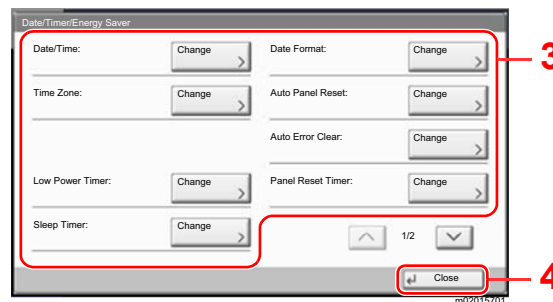 Date/Timer/Energy Saver
Date/Time: Change Date Format: Change
3
Time Zone: Change Auto Panel Reset: Change
Auto Error Clear: Change
Low Power Timer: Change Panel Reset Timer: Change
Sleep Timer: Change
1/2
Close
4
m02015701